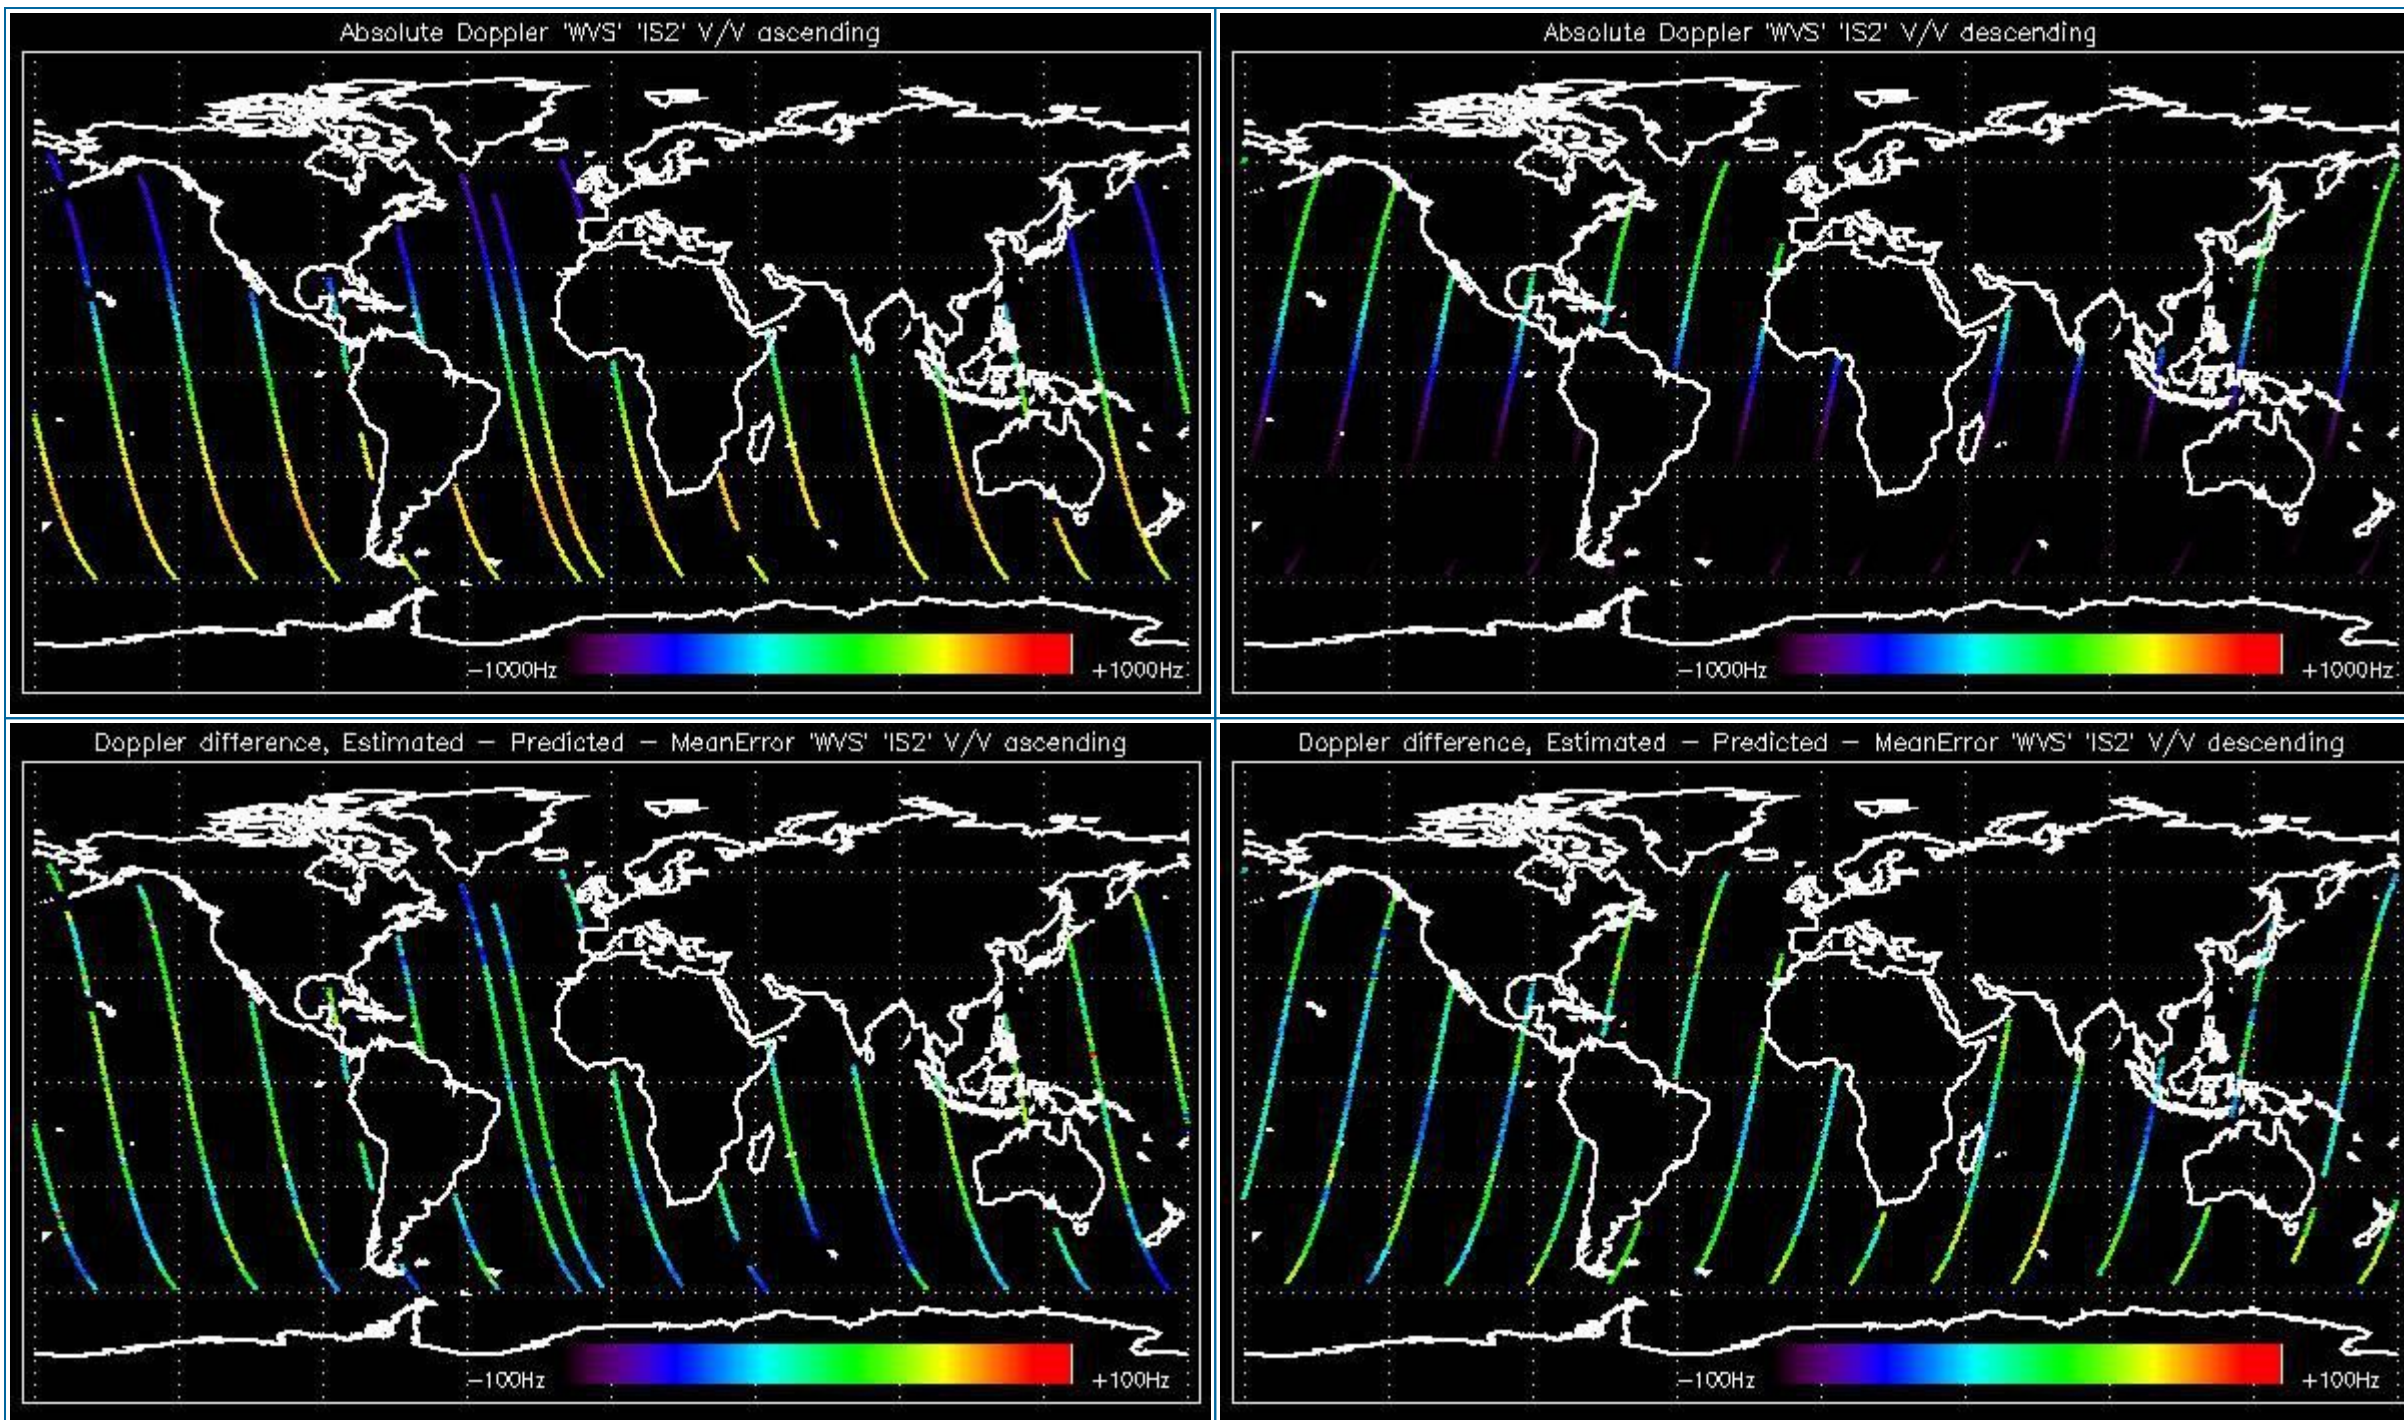 Absolute Doppler 'WVS' 'IS2' V/V ascending
-1000Hz
+1000Hz
Absolute Doppler 'WVS' 'IS2' V/V descending
-1000Hz
+1000Hz
Doppler difference, Estimated - Predicted - MeanError 'WVS' 'IS2' V/V ascending
-100Hz
+100Hz
Doppler difference, Estimated - Predicted - MeanError 'WVS' 'IS2' V/V descending
-100Hz
+100Hz